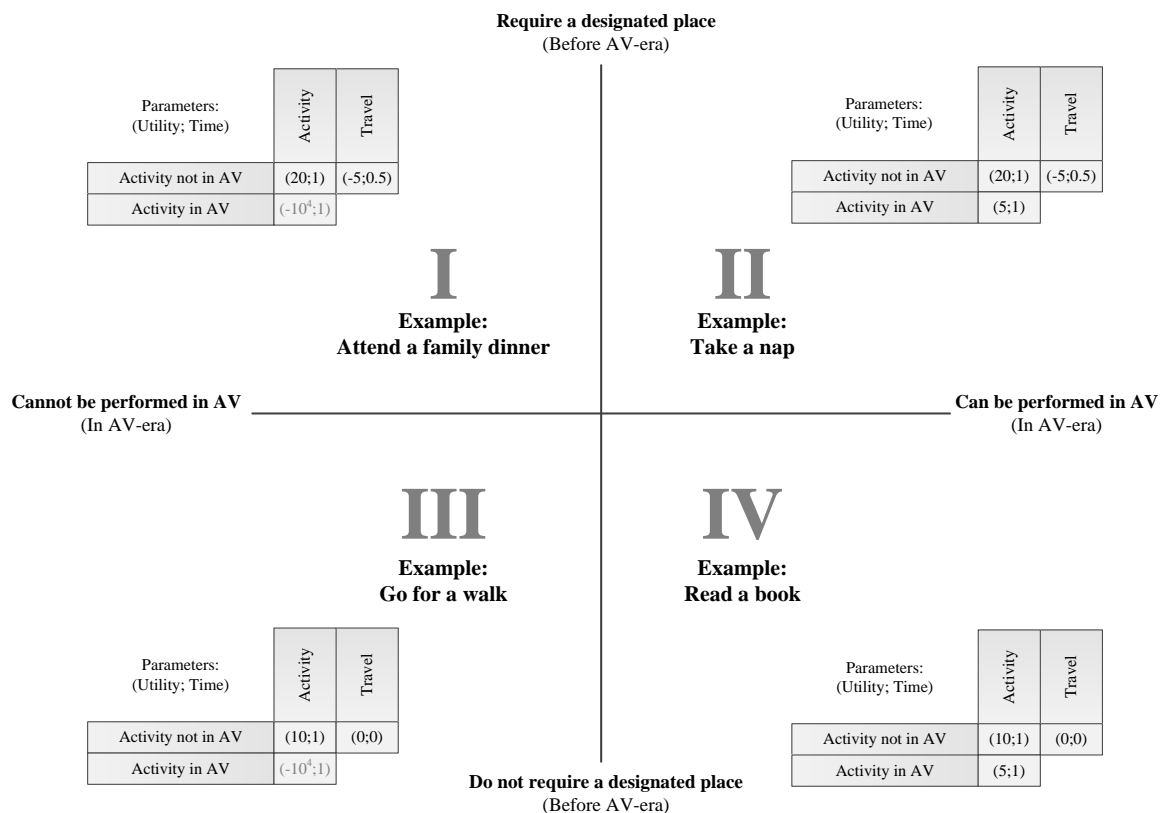 Require a designated place
(Before AV-era)
Parameters:
(Utility; Time)
Activity
Travel
Activity not in AV (20;1) (-5;0.5)
Activity in AV (-10⁴;1)
Parameters:
(Utility; Time)
Activity
Travel
Activity not in AV (20;1) (-5;0.5)
Activity in AV (5;1)
I
Example:
Attend a family dinner
II
Example:
Take a nap
Cannot be performed in AV
(In AV-era)
Can be performed in AV
(In AV-era)
III
Example:
Go for a walk
IV
Example:
Read a book
Parameters:
(Utility; Time)
Activity
Travel
Activity not in AV (10;1) (0;0)
Activity in AV (-10⁴;1)
Parameters:
(Utility; Time)
Activity
Travel
Activity not in AV (10;1) (0;0)
Activity in AV (5;1)
Do not require a designated place
(Before AV-era)